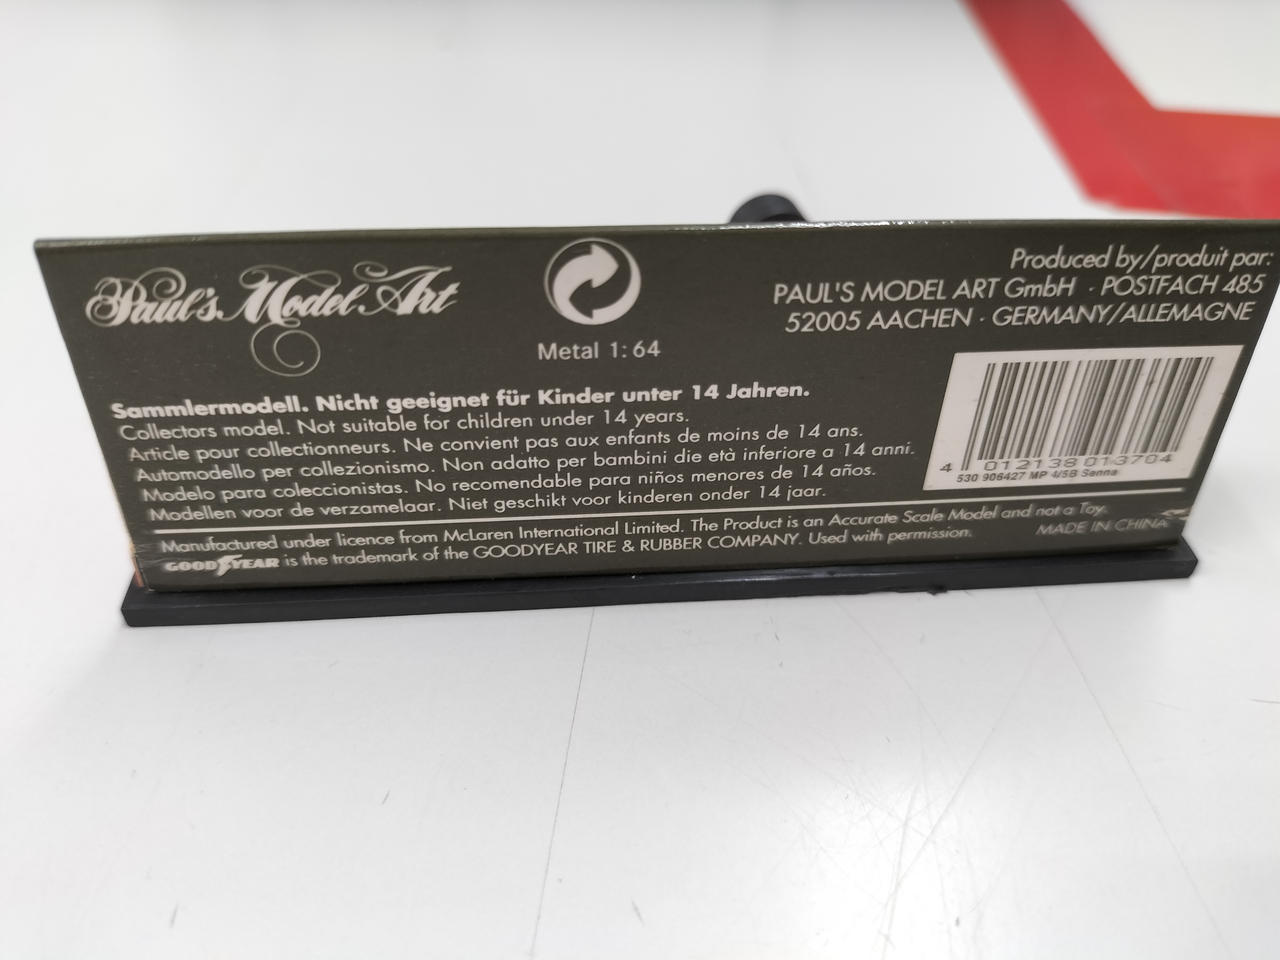 Paul's Model Art
Metal 1:64
Produced by/produit par:
PAUL'S MODEL ART GmbH · POSTFACH 485
52005 AACHEN · GERMANY/ALLEMAGNE
Sammlermodell. Nicht geeignet für Kinder unter 14 Jahren.
Collectors model. Not suitable for children under 14 years.
Article pour collectionneurs. Ne convient pas aux enfants de moins de 14 ans.
Automodello per collezionismo. Non adatto per bambini die età inferiore a 14 anni.
Modelo para coleccionistas. No recomendable para niños menores de 14 años.
Modellen voor de verzamelaar. Niet geschikt voor kinderen onder 14 jaar.
4 012138 013704
530 906427 MP 4/5B Senna
Manufactured under licence from McLaren International Limited. The Product is an Accurate Scale Model and not a Toy.
GOODYEAR is the trademark of the GOODYEAR TIRE & RUBBER COMPANY. Used with permission.
MADE IN CHINA